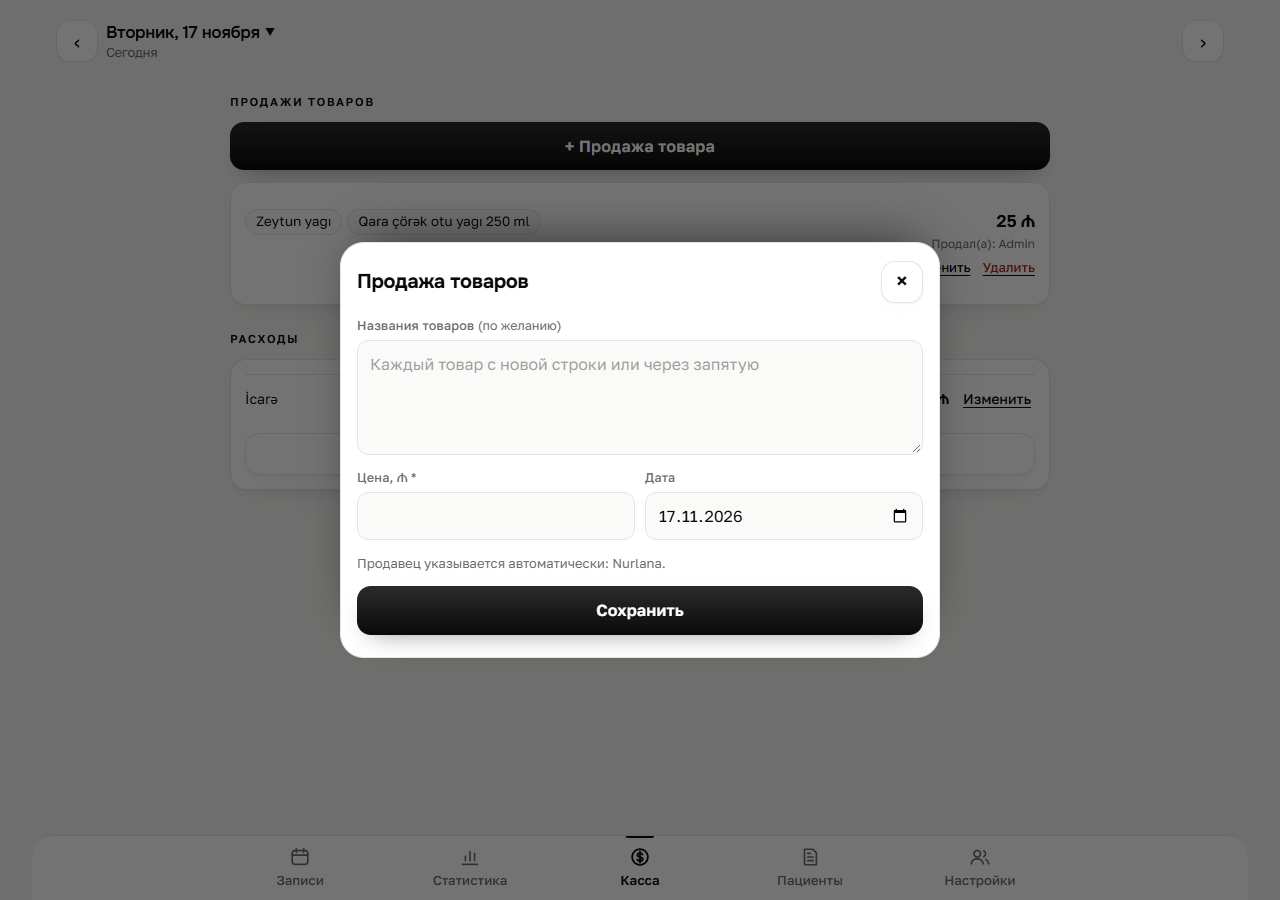 ‹
Вторник, 17 ноября ▼
Сегодня
›
ПРОДАЖИ ТОВАРОВ
+ Продажа товара
Zeytun yagı
Qara çörək otu yagı 250 ml
25 ₼
Продал(а): Admin
Удалить
Продажа товаров
×
Названия товаров (по желанию)
Каждый товар с новой строки или через запятую
РАСХОДЫ
İcarə
₼ Изменить
Цена, ₼ *
Дата
17.11.2026
Продавец указывается автоматически: Nurlana.
Сохранить
Записи
Статистика
Касса
Пациенты
Настройки